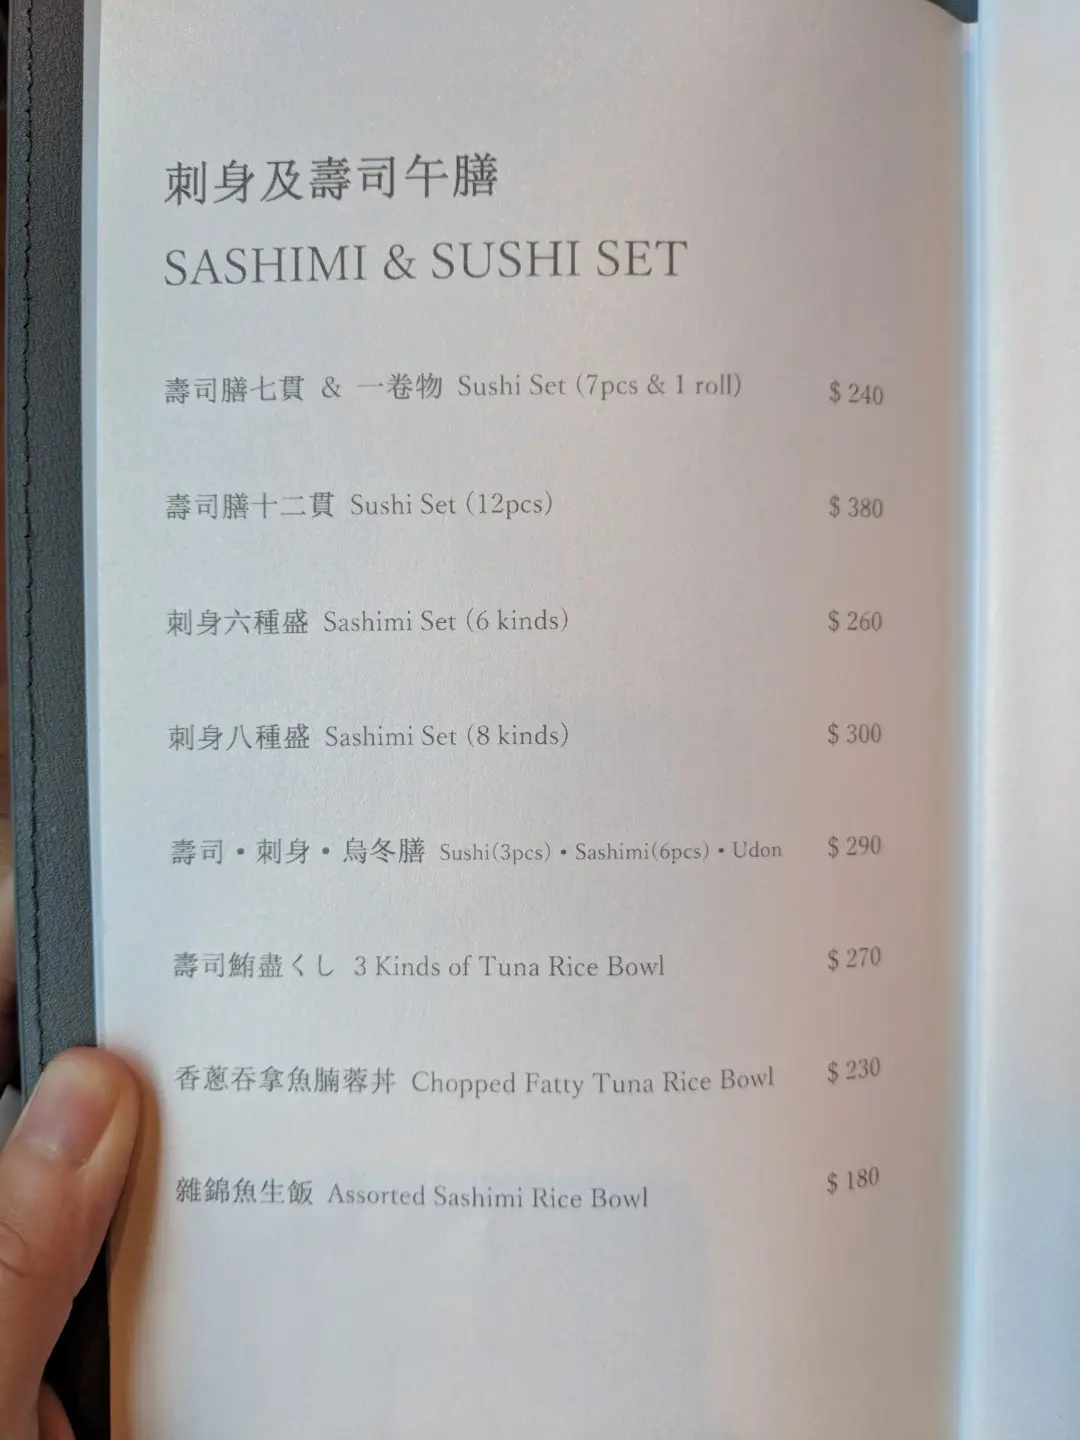 刺身及壽司午膳
SASHIMI & SUSHI SET
壽司膳七貫 & 一卷物 Sushi Set (7pcs & 1 roll) $ 240
壽司膳十二貫 Sushi Set (12pcs) $ 380
刺身六種盛 Sashimi Set (6 kinds) $ 260
刺身八種盛 Sashimi Set (8 kinds) $ 300
壽司・刺身・烏冬膳 Sushi(3pcs)・Sashimi(6pcs)・Udon $ 290
壽司鮪盡くし 3 Kinds of Tuna Rice Bowl $ 270
香蔥吞拿魚腩蓉丼 Chopped Fatty Tuna Rice Bowl $ 230
雜錦魚生飯 Assorted Sashimi Rice Bowl $ 180